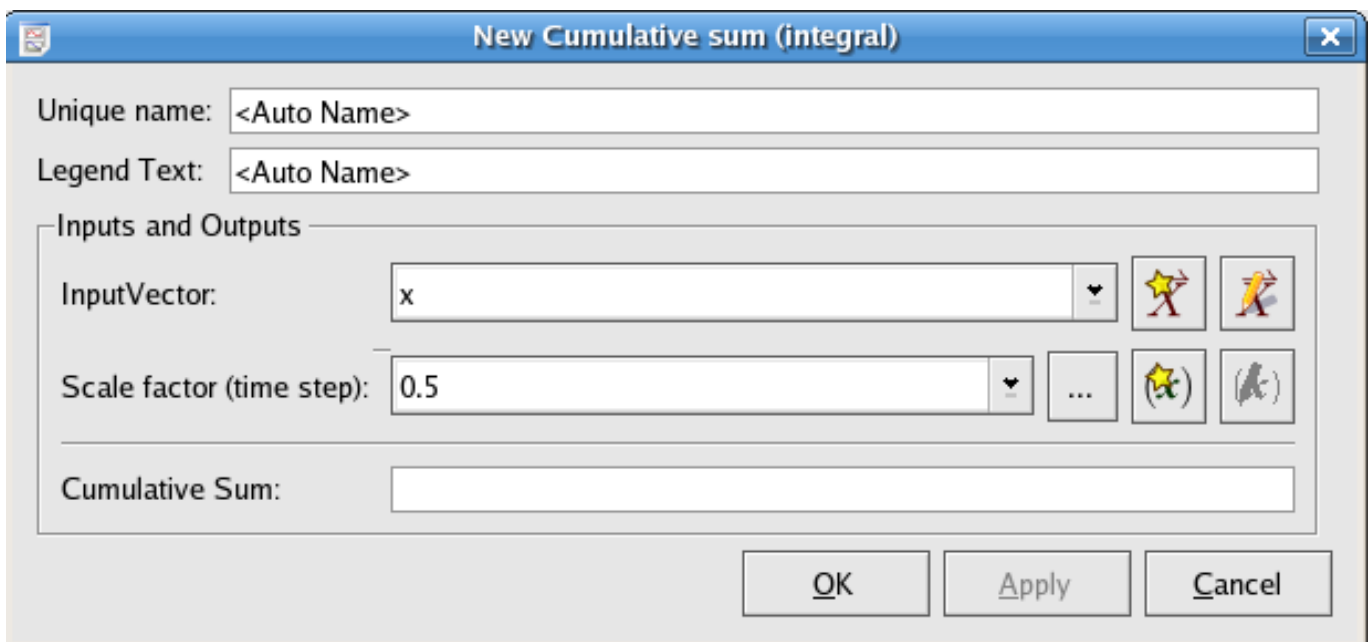 New Cumulative sum (integral)
Unique name: <Auto Name>
Legend Text: <Auto Name>
Inputs and Outputs
InputVector: x
Scale factor (time step): 0.5 ...
Cumulative Sum:
OK Apply Cancel